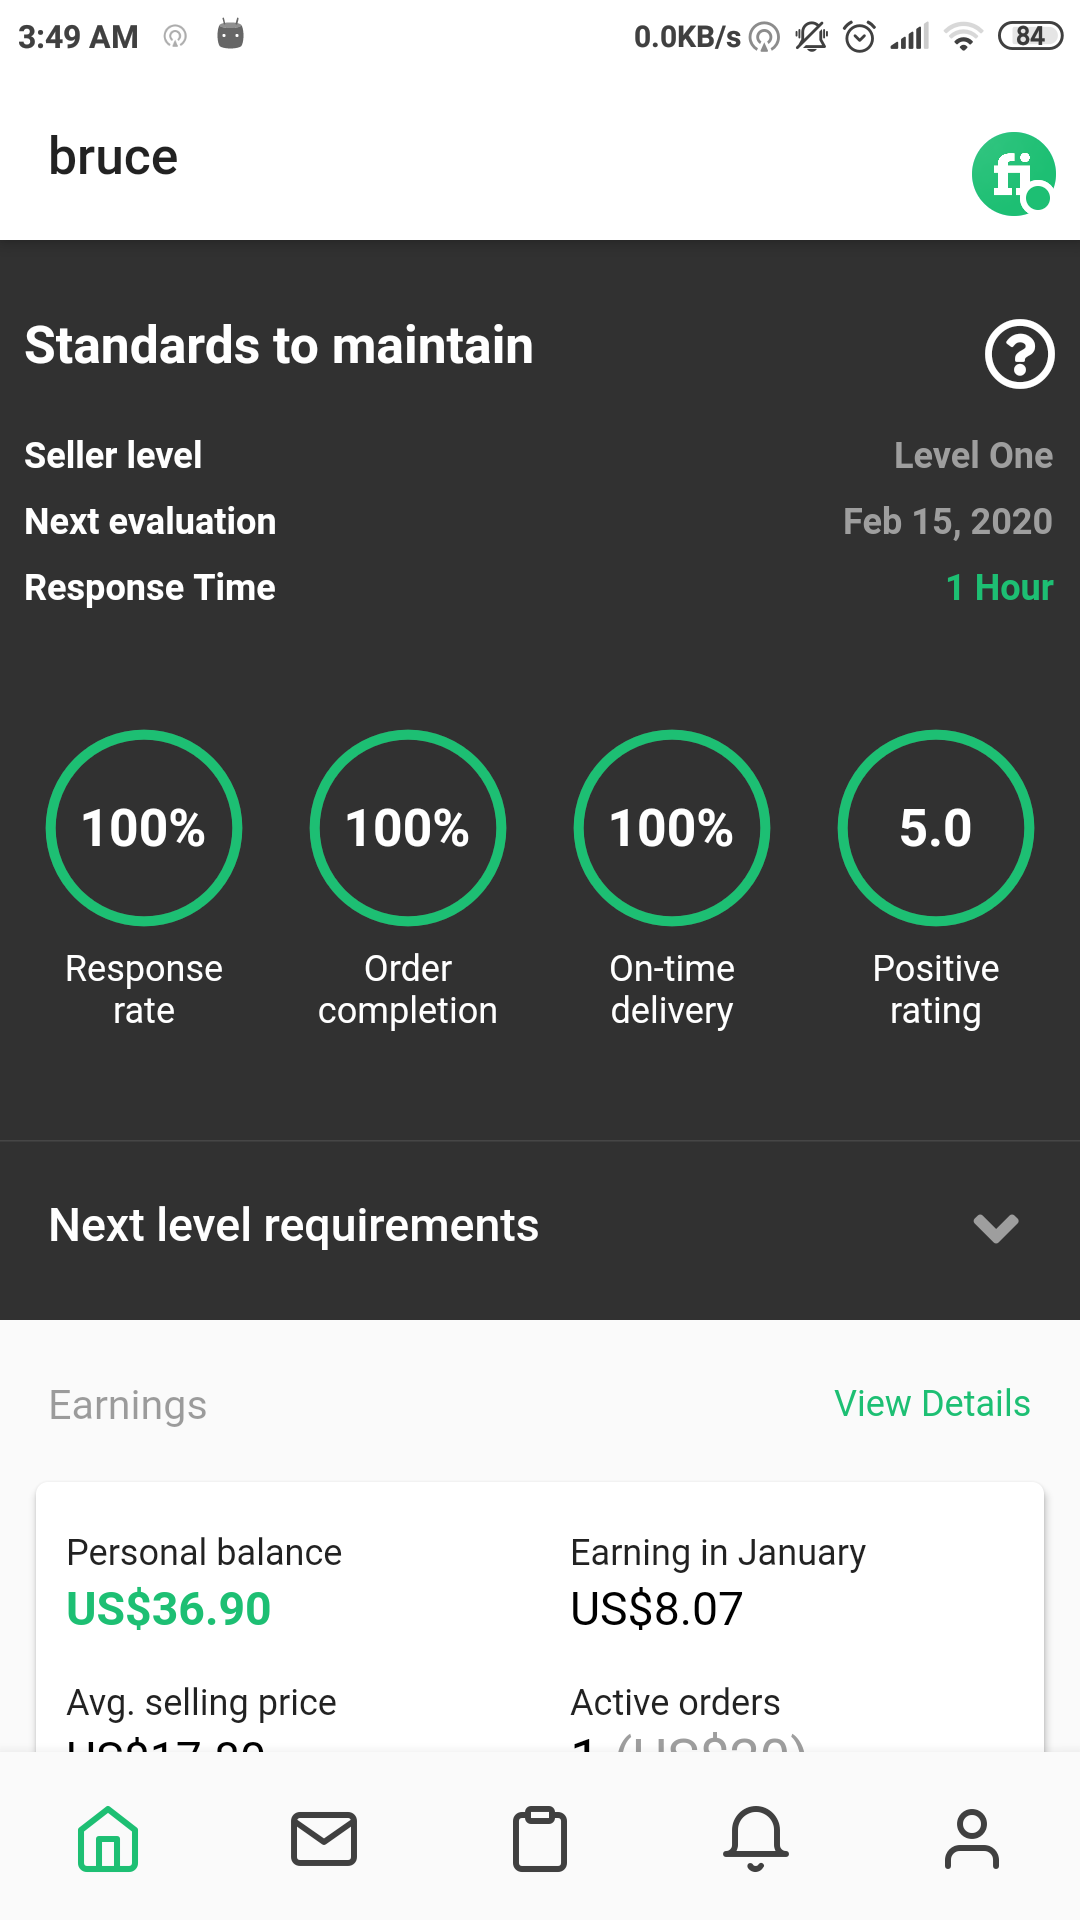 3:49 AM 0.0KB/s 84
bruce
fi
Standards to maintain
Seller level Level One
Next evaluation Feb 15, 2020
Response Time 1 Hour
100% 100% 100% 5.0
Response Order On-time Positive
rate completion delivery rating
Next level requirements
Earnings View Details
Personal balance Earning in January
US$36.90 US$8.07
Avg. selling price Active orders
1 (US$20)